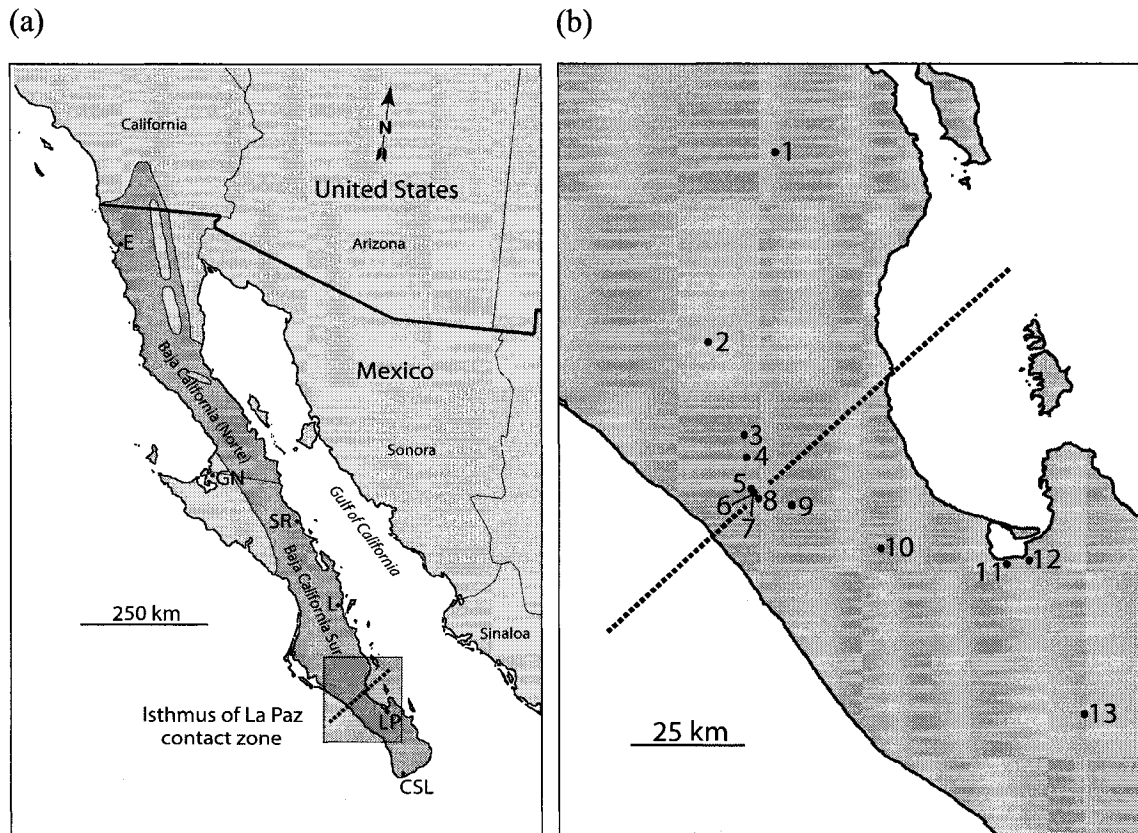 (a)
California
N
United States
Arizona
E
Mexico
Baja California (Norte)
Sonora
GN
Gulf of California
SR
Baja California Sur
L
250 km
Sinaloa
Isthmus of La Paz
contact zone
LP
CSL
(b)
1
2
3
4
5
6
7
8
9
10
11
12
13
25 km